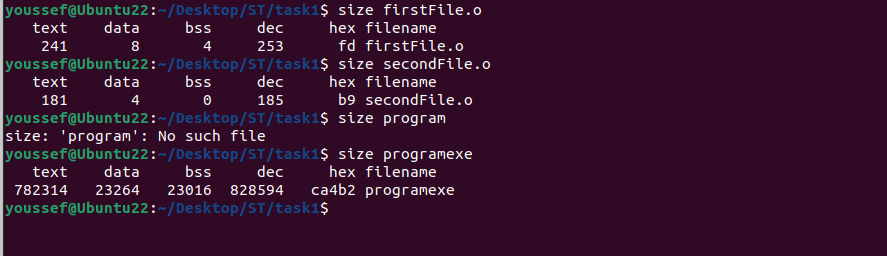 youssef@Ubuntu22:~/Desktop/ST/task1$ size firstFile.o
   text    data     bss     dec     hex filename
    241       8       4     253      fd firstFile.o
youssef@Ubuntu22:~/Desktop/ST/task1$ size secondFile.o
   text    data     bss     dec     hex filename
    181       4       0     185      b9 secondFile.o
youssef@Ubuntu22:~/Desktop/ST/task1$ size program
size: 'program': No such file
youssef@Ubuntu22:~/Desktop/ST/task1$ size programexe
   text    data     bss     dec     hex filename
 782314   23264   23016  828594   ca4b2 programexe
youssef@Ubuntu22:~/Desktop/ST/task1$